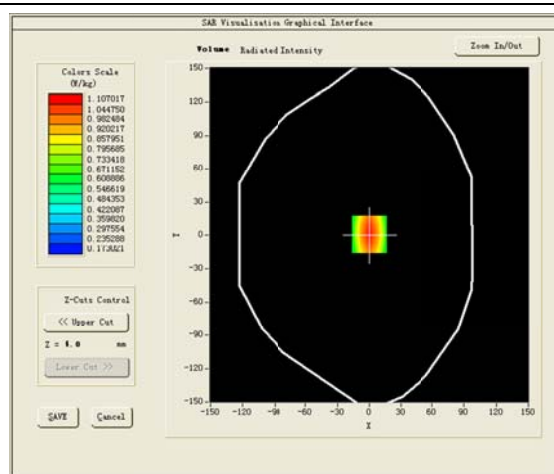 SAR Visualisation Graphical Interface
Volume Radiated Intensity
Zoom In/Out
Colors Scale
(W/kg)
1.107017
1.044750
0.982484
0.920217
0.857951
0.795685
0.733418
0.671152
0.608886
0.546619
0.484353
0.422087
0.359820
0.297554
0.235288
0.173021
Z-Cuts Control
<< Upper Cut
Z = mm
Lower Cut >>
SAVE Cancel
150
120
90
60
30
0
-30
-60
-90
-120
-150
Y
-150 -120 -90 -60 -30 0 30 60 90 120 150
X